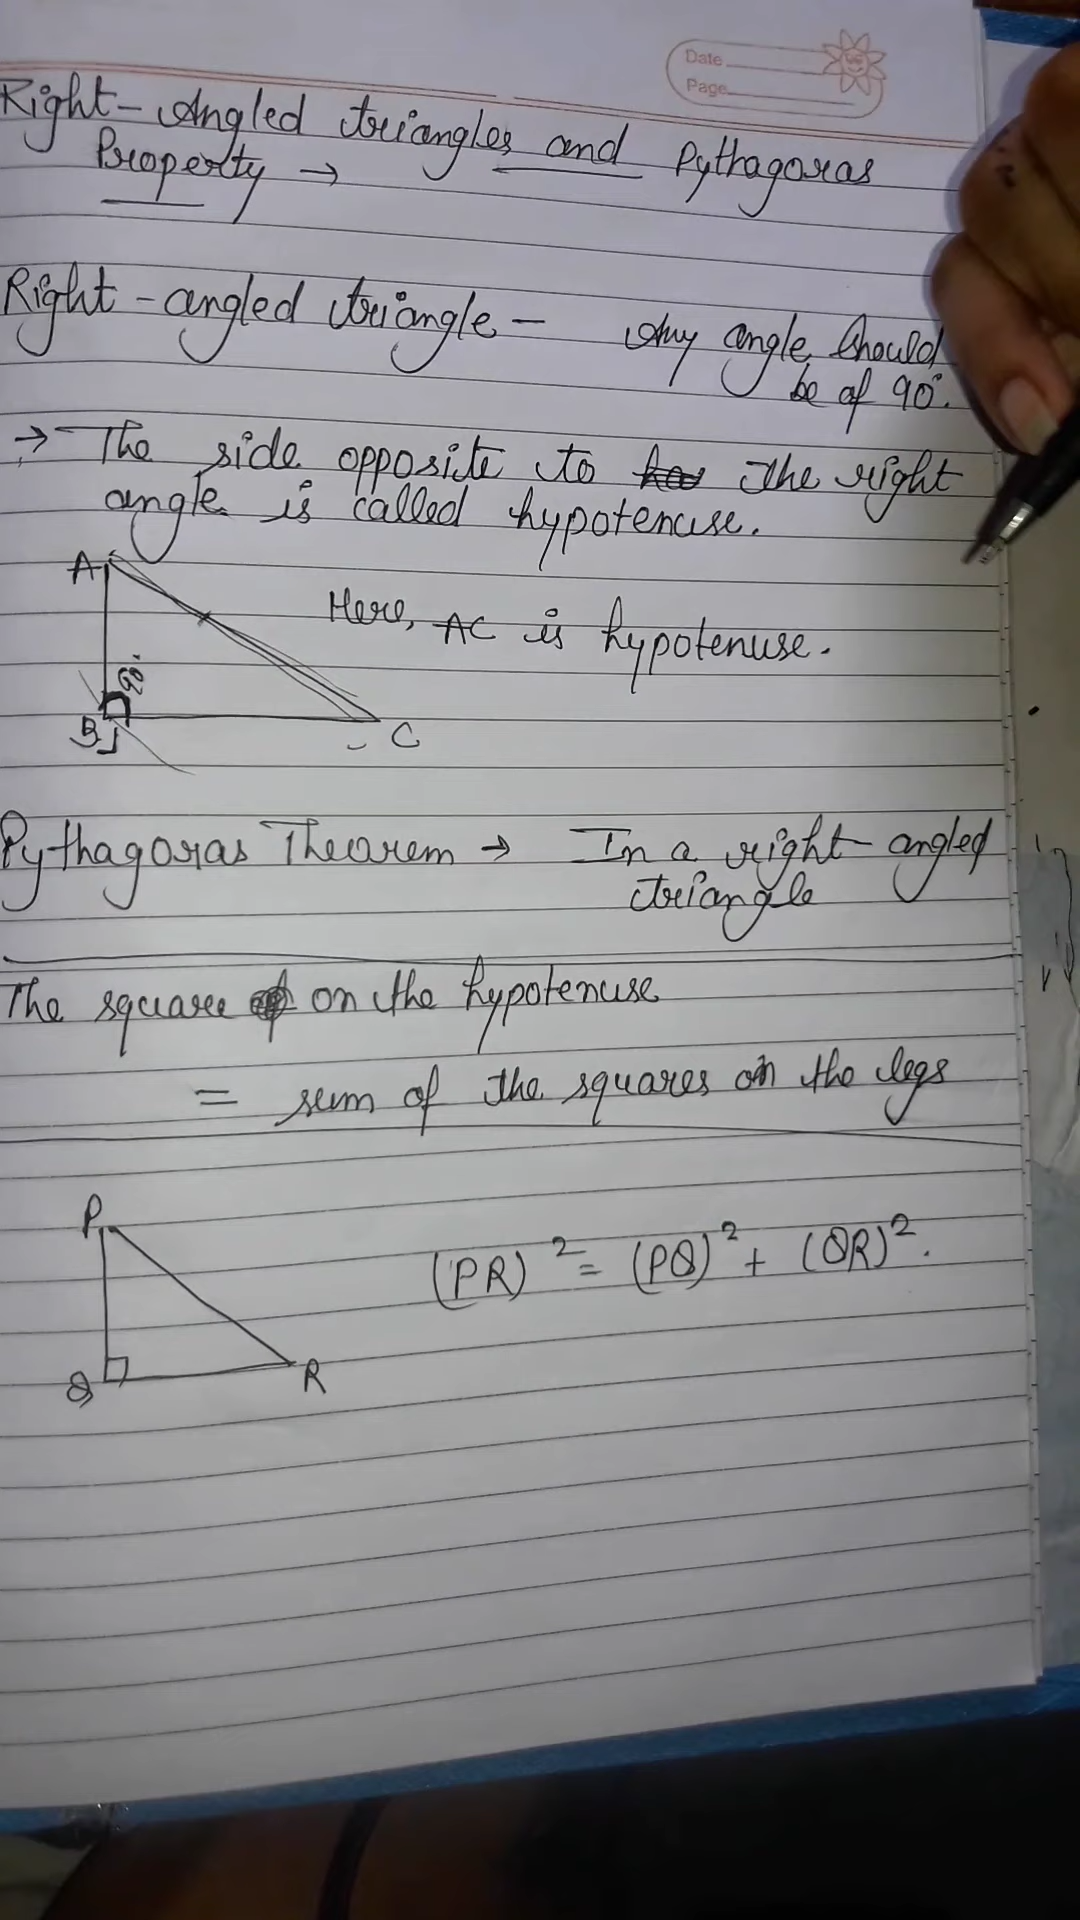 Date
Page
Right-Angled triangles and Pythagoras
Property →
Right-angled triangle - Any angle should
be of 90°.
→ The side opposite to the right
angle is called hypotenuse.
A
Here, AC is hypotenuse.
90°
B
C
Pythagoras Thearem → In a right-angled
triangle
The square on the hypotenuse
= sum of the squares on the legs
P
(PR)² = (PQ)² + (QR)².
Q
R